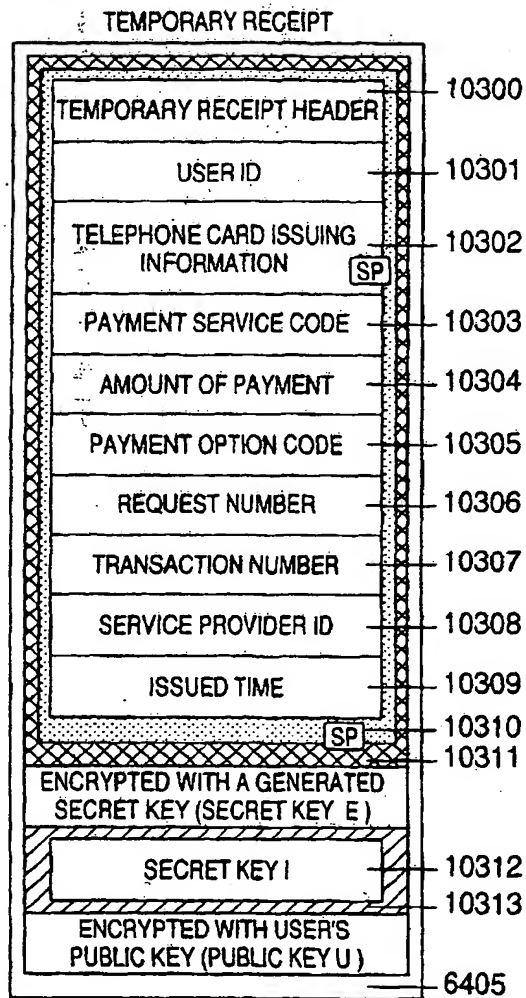 TEMPORARY RECEIPT
TEMPORARY RECEIPT HEADER 10300
USER ID 10301
TELEPHONE CARD ISSUING 10302
INFORMATION
SP
PAYMENT SERVICE CODE 10303
AMOUNT OF PAYMENT 10304
PAYMENT OPTION CODE 10305
REQUEST NUMBER 10306
TRANSACTION NUMBER 10307
SERVICE PROVIDER ID 10308
ISSUED TIME 10309
SP 10310
10311
ENCRYPTED WITH A GENERATED
SECRET KEY (SECRET KEY E)
SECRET KEY I 10312
10313
ENCRYPTED WITH USER'S
PUBLIC KEY (PUBLIC KEY U)
6405